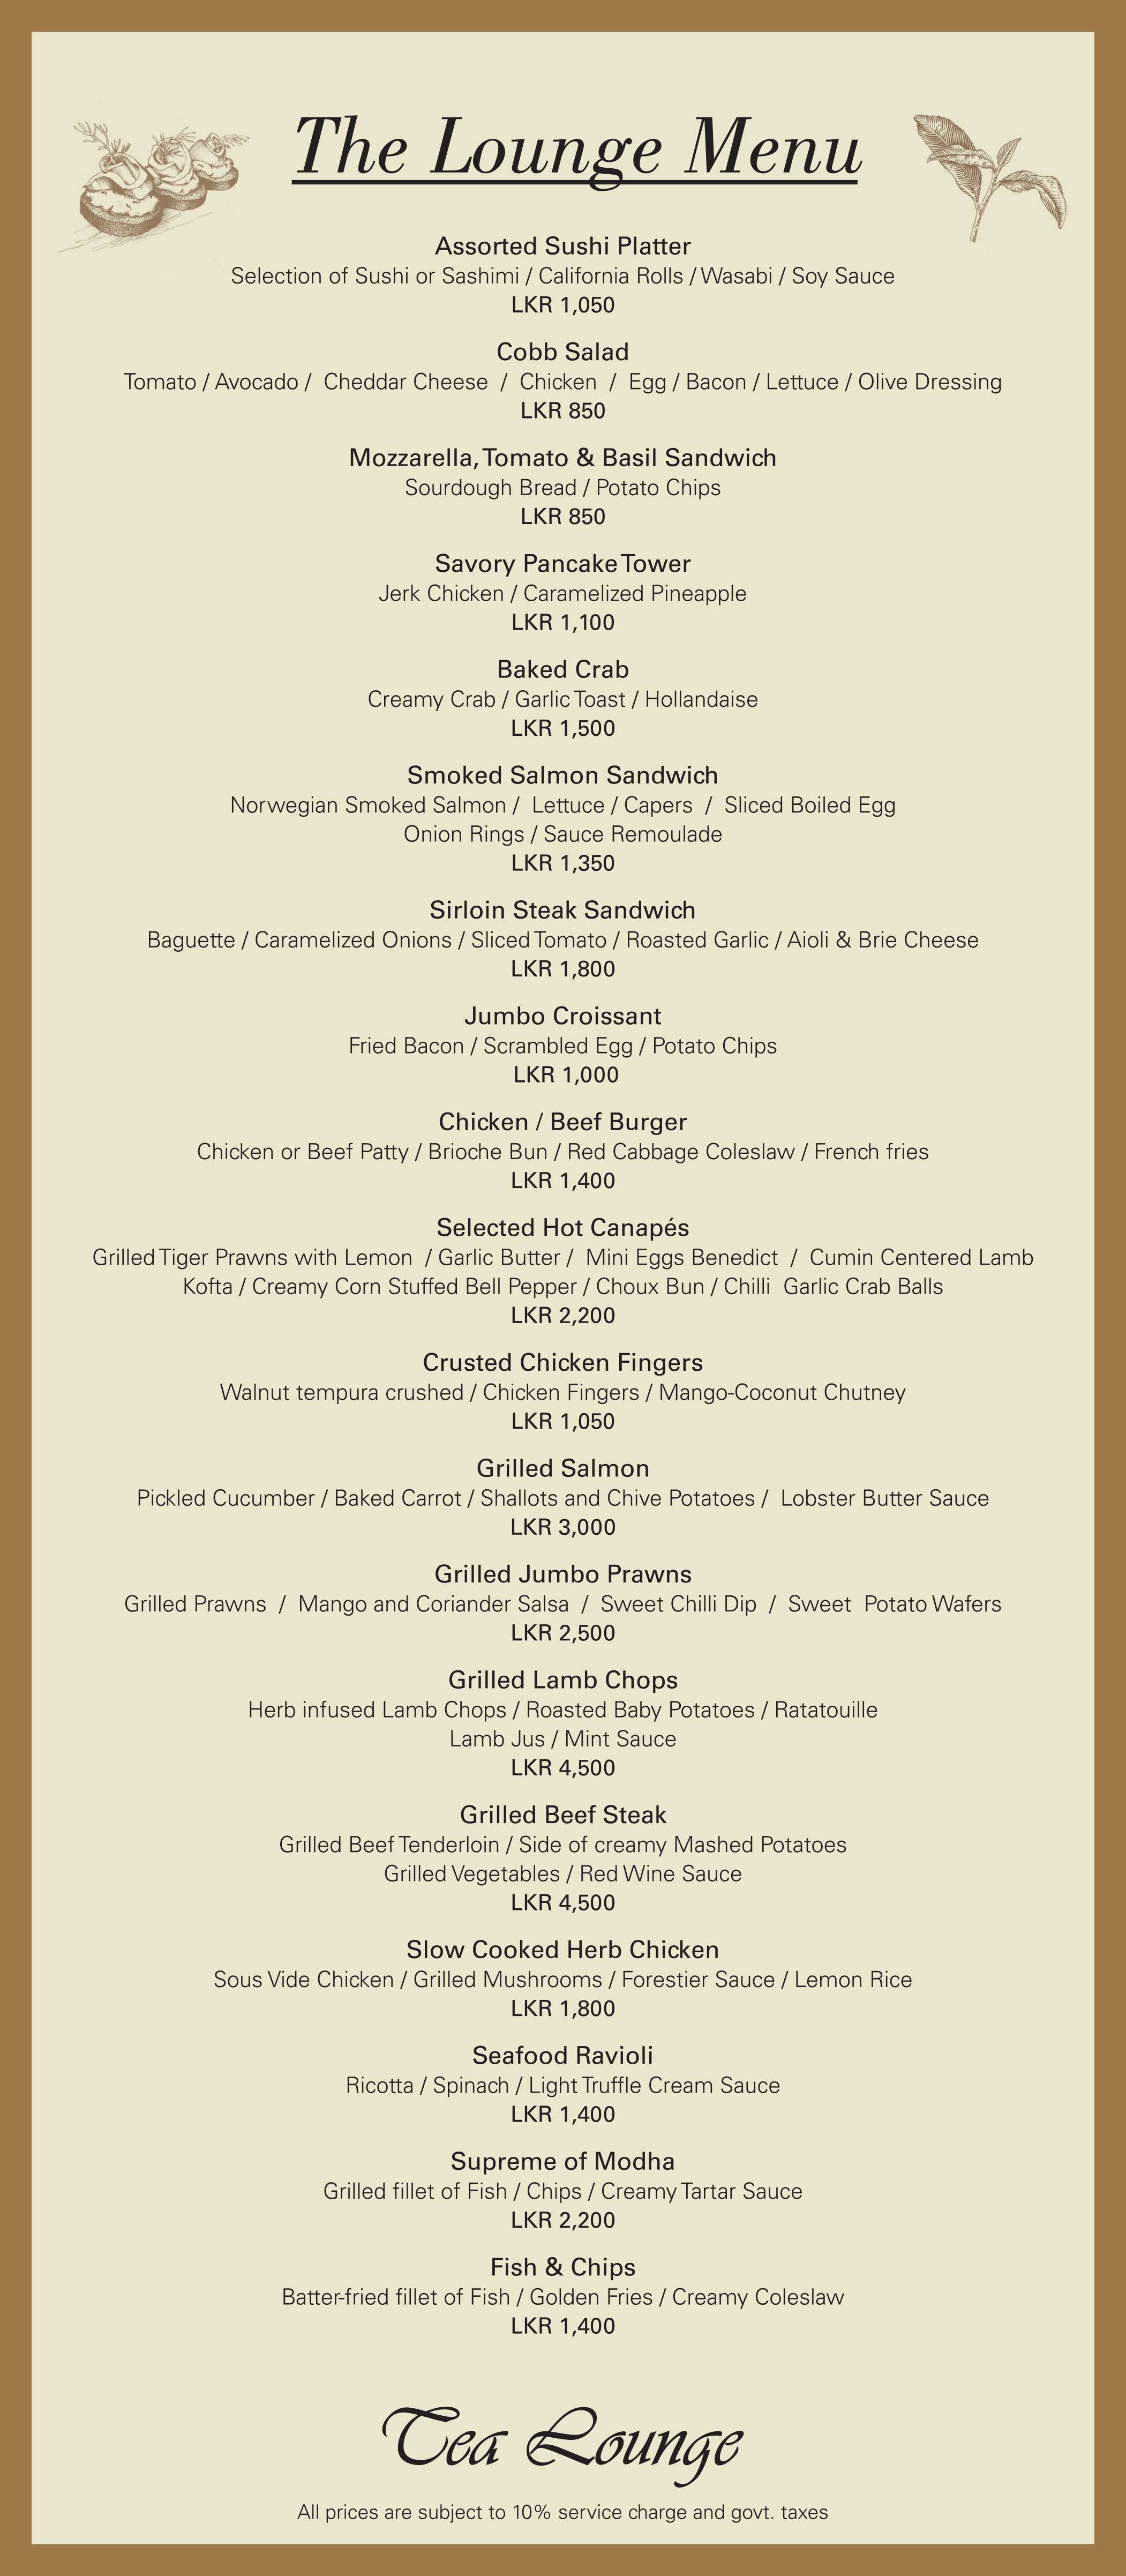 The Lounge Menu
Assorted Sushi Platter
Selection of Sushi or Sashimi / California Rolls / Wasabi / Soy Sauce
LKR 1,050
Cobb Salad
Tomato / Avocado / Cheddar Cheese / Chicken / Egg / Bacon / Lettuce / Olive Dressing
LKR 850
Mozzarella, Tomato & Basil Sandwich
Sourdough Bread / Potato Chips
LKR 850
Savory Pancake Tower
Jerk Chicken / Caramelized Pineapple
LKR 1,100
Baked Crab
Creamy Crab / Garlic Toast / Hollandaise
LKR 1,500
Smoked Salmon Sandwich
Norwegian Smoked Salmon / Lettuce / Capers / Sliced Boiled Egg
Onion Rings / Sauce Remoulade
LKR 1,350
Sirloin Steak Sandwich
Baguette / Caramelized Onions / Sliced Tomato / Roasted Garlic / Aioli & Brie Cheese
LKR 1,800
Jumbo Croissant
Fried Bacon / Scrambled Egg / Potato Chips
LKR 1,000
Chicken / Beef Burger
Chicken or Beef Patty / Brioche Bun / Red Cabbage Coleslaw / French fries
LKR 1,400
Selected Hot Canapés
Grilled Tiger Prawns with Lemon / Garlic Butter / Mini Eggs Benedict / Cumin Centered Lamb
Kofta / Creamy Corn Stuffed Bell Pepper / Choux Bun / Chilli Garlic Crab Balls
LKR 2,200
Crusted Chicken Fingers
Walnut tempura crushed / Chicken Fingers / Mango-Coconut Chutney
LKR 1,050
Grilled Salmon
Pickled Cucumber / Baked Carrot / Shallots and Chive Potatoes / Lobster Butter Sauce
LKR 3,000
Grilled Jumbo Prawns
Grilled Prawns / Mango and Coriander Salsa / Sweet Chilli Dip / Sweet Potato Wafers
LKR 2,500
Grilled Lamb Chops
Herb infused Lamb Chops / Roasted Baby Potatoes / Ratatouille
Lamb Jus / Mint Sauce
LKR 4,500
Grilled Beef Steak
Grilled Beef Tenderloin / Side of creamy Mashed Potatoes
Grilled Vegetables / Red Wine Sauce
LKR 4,500
Slow Cooked Herb Chicken
Sous Vide Chicken / Grilled Mushrooms / Forestier Sauce / Lemon Rice
LKR 1,800
Seafood Ravioli
Ricotta / Spinach / Light Truffle Cream Sauce
LKR 1,400
Supreme of Modha
Grilled fillet of Fish / Chips / Creamy Tartar Sauce
LKR 2,200
Fish & Chips
Batter-fried fillet of Fish / Golden Fries / Creamy Coleslaw
LKR 1,400
Tea Lounge
All prices are subject to 10% service charge and govt. taxes